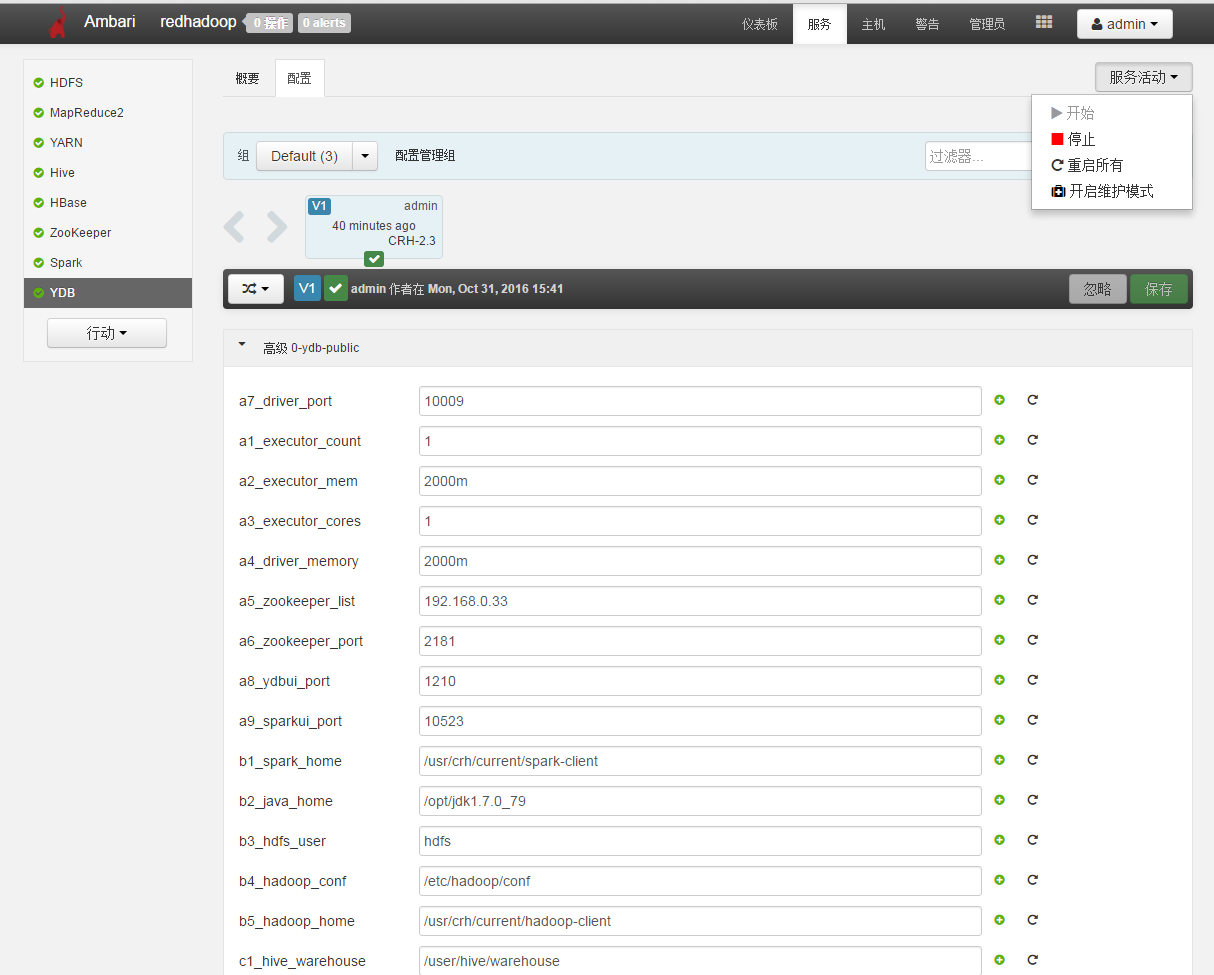 Ambari redhadoop 0 操作 0 alerts 仪表板 服务 主机 警告 管理员 admin
HDFS
MapReduce2
YARN
Hive
HBase
ZooKeeper
Spark
YDB
行动
概要 配置 服务活动
开始
停止
重启所有
开启维护模式
组 Default (3) 配置管理组 过滤器...
V1 admin
40 minutes ago
CRH-2.3
V1 admin 作者在 Mon, Oct 31, 2016 15:41 忽略 保存
高级 0-ydb-public
a7_driver_port 10009
a1_executor_count 1
a2_executor_mem 2000m
a3_executor_cores 1
a4_driver_memory 2000m
a5_zookeeper_list 192.168.0.33
a6_zookeeper_port 2181
a8_ydbui_port 1210
a9_sparkui_port 10523
b1_spark_home /usr/crh/current/spark-client
b2_java_home /opt/jdk1.7.0_79
b3_hdfs_user hdfs
b4_hadoop_conf /etc/hadoop/conf
b5_hadoop_home /usr/crh/current/hadoop-client
c1_hive_warehouse /user/hive/warehouse